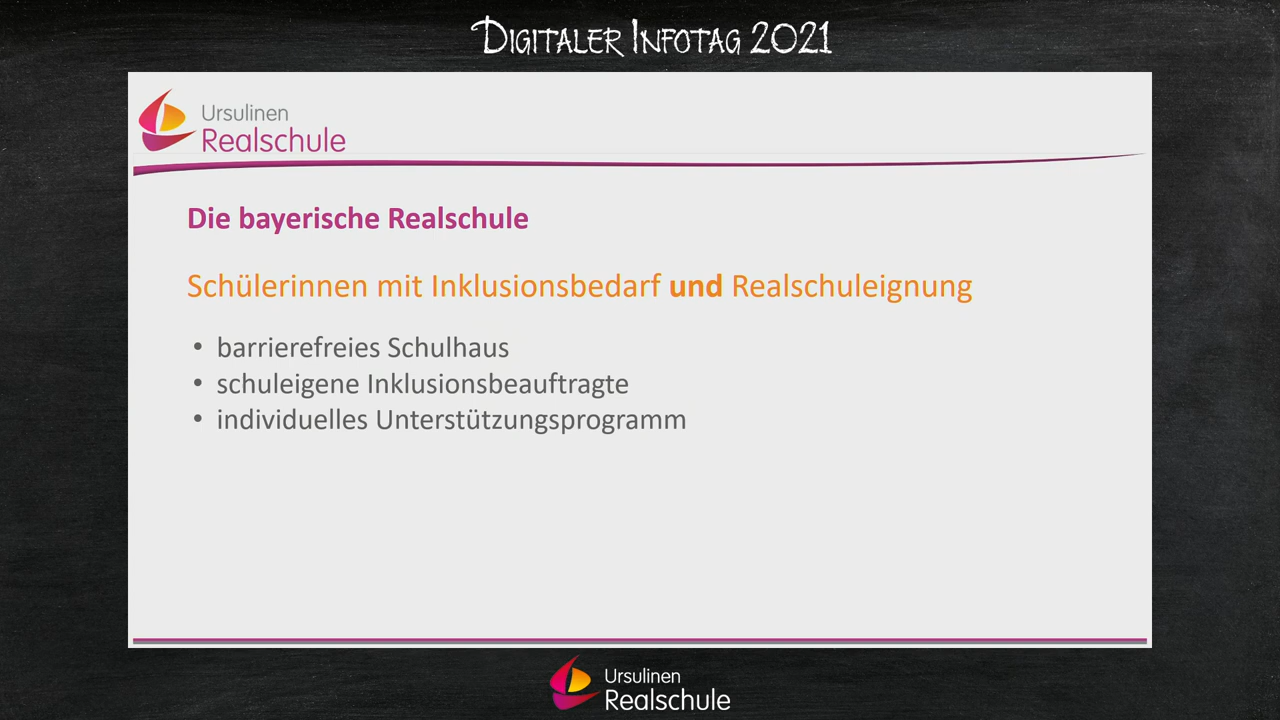 DIGITALER INFOTAG 2021
Ursulinen
Realschule
Die bayerische Realschule
Schülerinnen mit Inklusionsbedarf und Realschuleignung
• barrierefreies Schulhaus
• schuleigene Inklusionsbeauftragte
• individuelles Unterstützungsprogramm
Ursulinen
Realschule